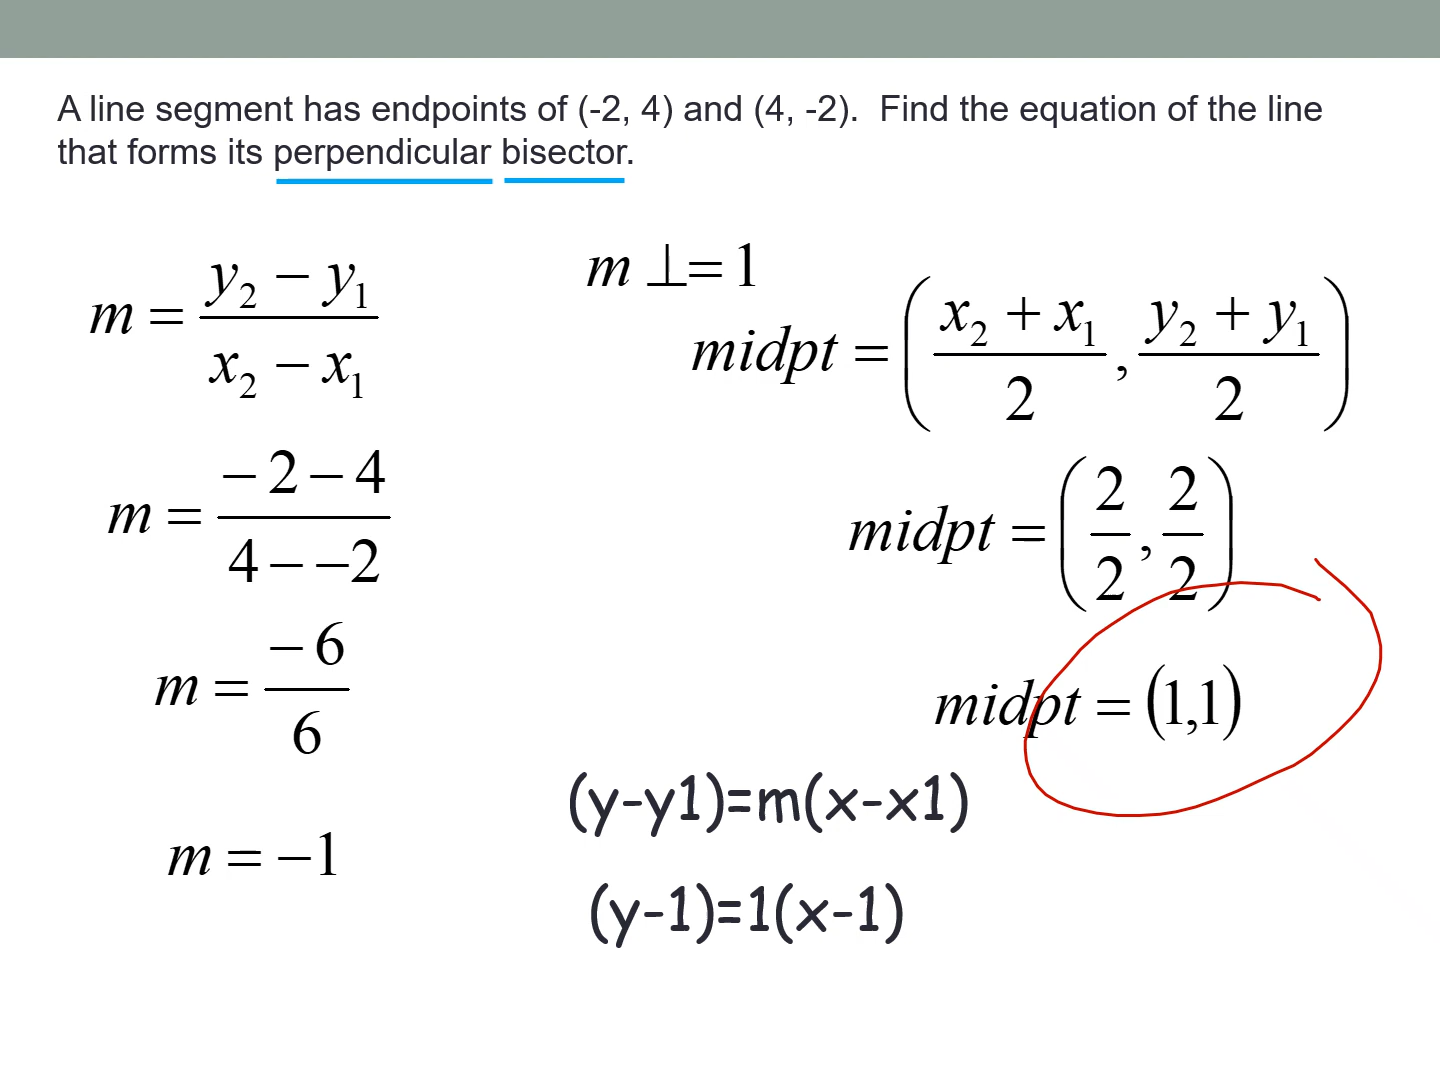 A line segment has endpoints of (-2, 4) and (4, -2).  Find the equation of the line
that forms its perpendicular bisector.
m = (y₂ − y₁)/(x₂ − x₁)
m = (−2 − 4)/(4 − −2)
m = −6/6
m = −1
m ⊥= 1
midpt = ((x₂ + x₁)/2, (y₂ + y₁)/2)
midpt = (2/2, 2/2)
midpt = (1,1)
(y-y1)=m(x-x1)
(y-1)=1(x-1)